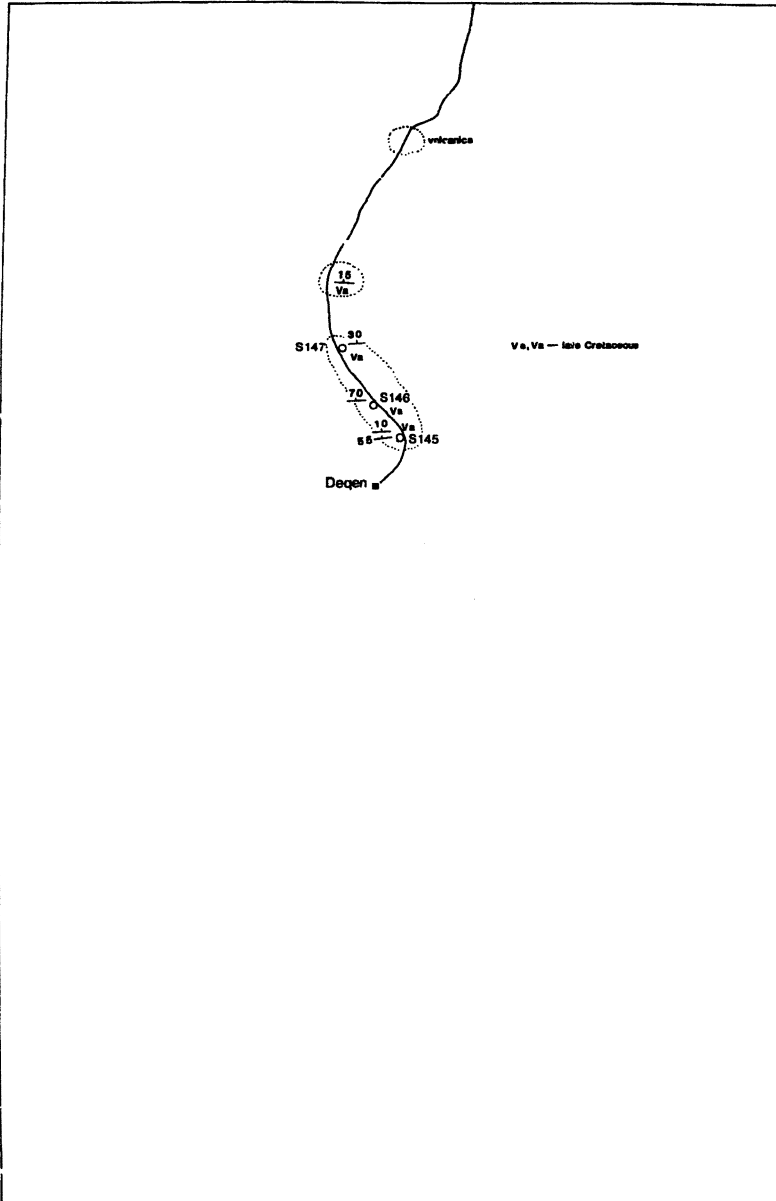 volcanics
15
Va
30
S147
Va
Va, Va — late Cretaceous
70
S146
Va
10
Va
55
S145
Deqen